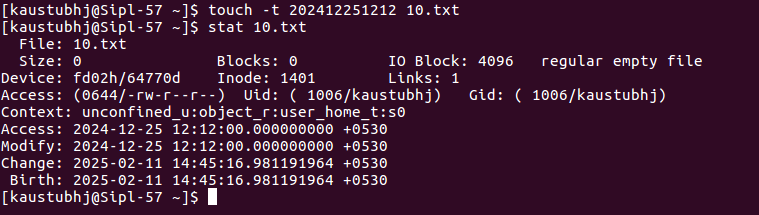 [kaustubhj@Sipl-57 ~]$ touch -t 202412251212 10.txt
[kaustubhj@Sipl-57 ~]$ stat 10.txt
  File: 10.txt
  Size: 0               Blocks: 0          IO Block: 4096   regular empty file
Device: fd02h/64770d    Inode: 1401        Links: 1
Access: (0644/-rw-r--r--)  Uid: ( 1006/kaustubhj)   Gid: ( 1006/kaustubhj)
Context: unconfined_u:object_r:user_home_t:s0
Access: 2024-12-25 12:12:00.000000000 +0530
Modify: 2024-12-25 12:12:00.000000000 +0530
Change: 2025-02-11 14:45:16.981191964 +0530
 Birth: 2025-02-11 14:45:16.981191964 +0530
[kaustubhj@Sipl-57 ~]$